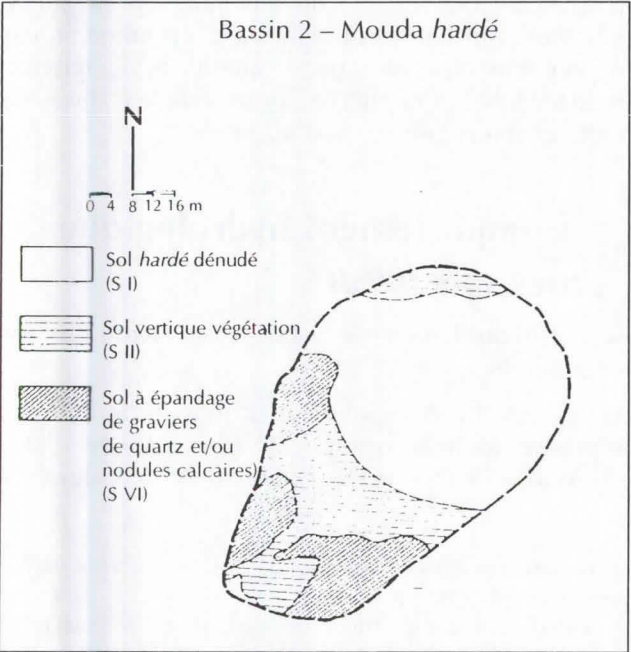 Bassin 2 – Mouda hardé
N
0 4 8 12 16 m
Sol hardé dénudé
(S I)
Sol vertique végétation
(S II)
Sol à épandage
de graviers
de quartz et/ou
nodules calcaires)
(S VI)